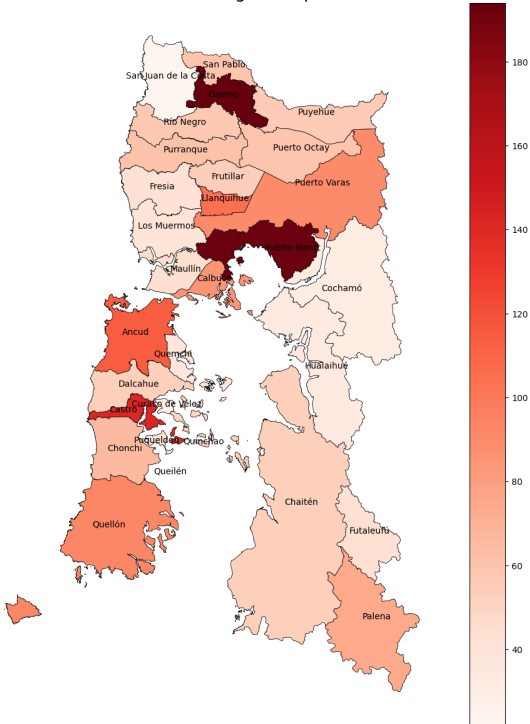 180
San Pablo
San Juan de la Costa
Osorno
Puyehue
Río Negro
160
Purranque
Puerto Octay
Frutillar
Fresia
Puerto Varas
Llanquihue
Los Muermos
140
Puerto Montt
Maullín
Calbuco
Cochamó
120
Ancud
Quemchi
Hualaihué
Dalcahue
100
Curaco de Vélez
Castro
Puqueldón
Quinchao
Chonchi
Queilén
80
Chaitén
Quellón
Futaleufú
60
Palena
40